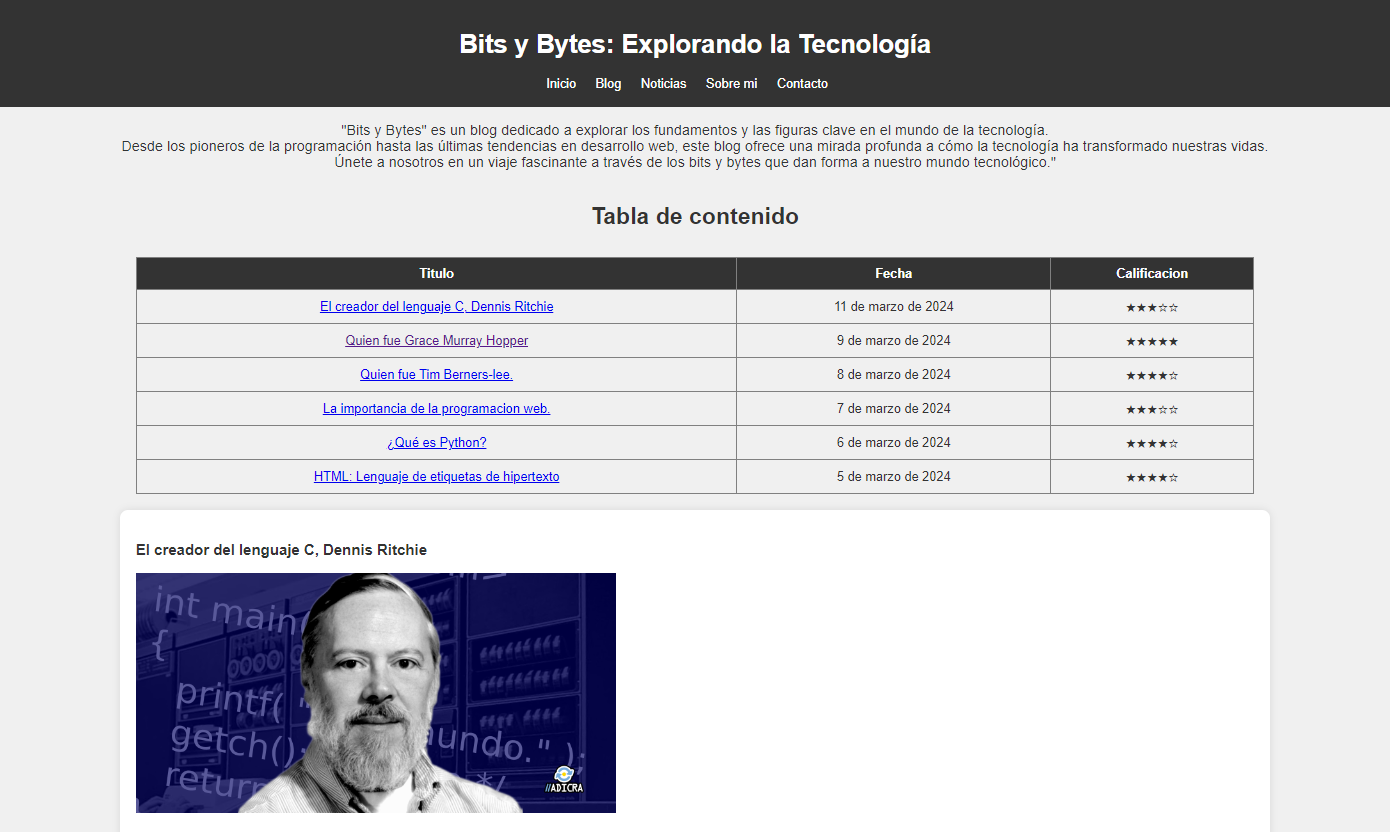 Bits y Bytes: Explorando la Tecnología
Inicio Blog Noticias Sobre mi Contacto
"Bits y Bytes" es un blog dedicado a explorar los fundamentos y las figuras clave en el mundo de la tecnología.
Desde los pioneros de la programación hasta las últimas tendencias en desarrollo web, este blog ofrece una mirada profunda a cómo la tecnología ha transformado nuestras vidas.
Únete a nosotros en un viaje fascinante a través de los bits y bytes que dan forma a nuestro mundo tecnológico."
Tabla de contenido
Titulo Fecha Calificacion
El creador del lenguaje C, Dennis Ritchie 11 de marzo de 2024 ★★★☆☆
Quien fue Grace Murray Hopper 9 de marzo de 2024 ★★★★★
Quien fue Tim Berners-lee. 8 de marzo de 2024 ★★★★☆
La importancia de la programacion web. 7 de marzo de 2024 ★★★☆☆
¿Qué es Python? 6 de marzo de 2024 ★★★★☆
HTML: Lenguaje de etiquetas de hipertexto 5 de marzo de 2024 ★★★★☆
El creador del lenguaje C, Dennis Ritchie
int main(
{
printf( "
getch(); mundo." );
return */
//ADICRA